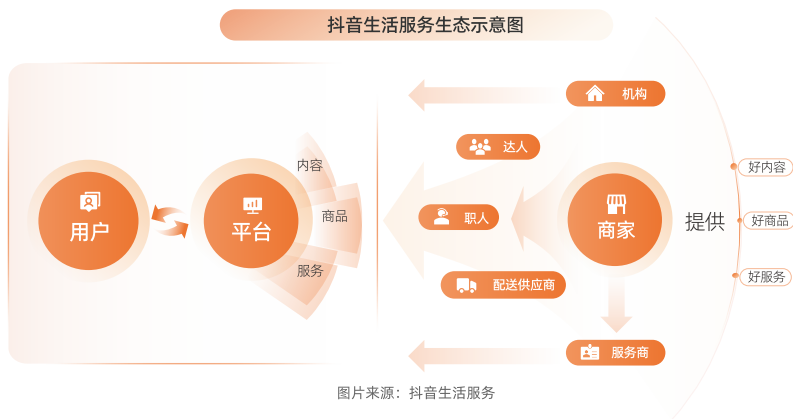 抖音生活服务生态示意图
机构
达人
内容
好内容
用户
平台
商品
职人
商家
提供
好商品
服务
配送供应商
好服务
服务商
图片来源：抖音生活服务